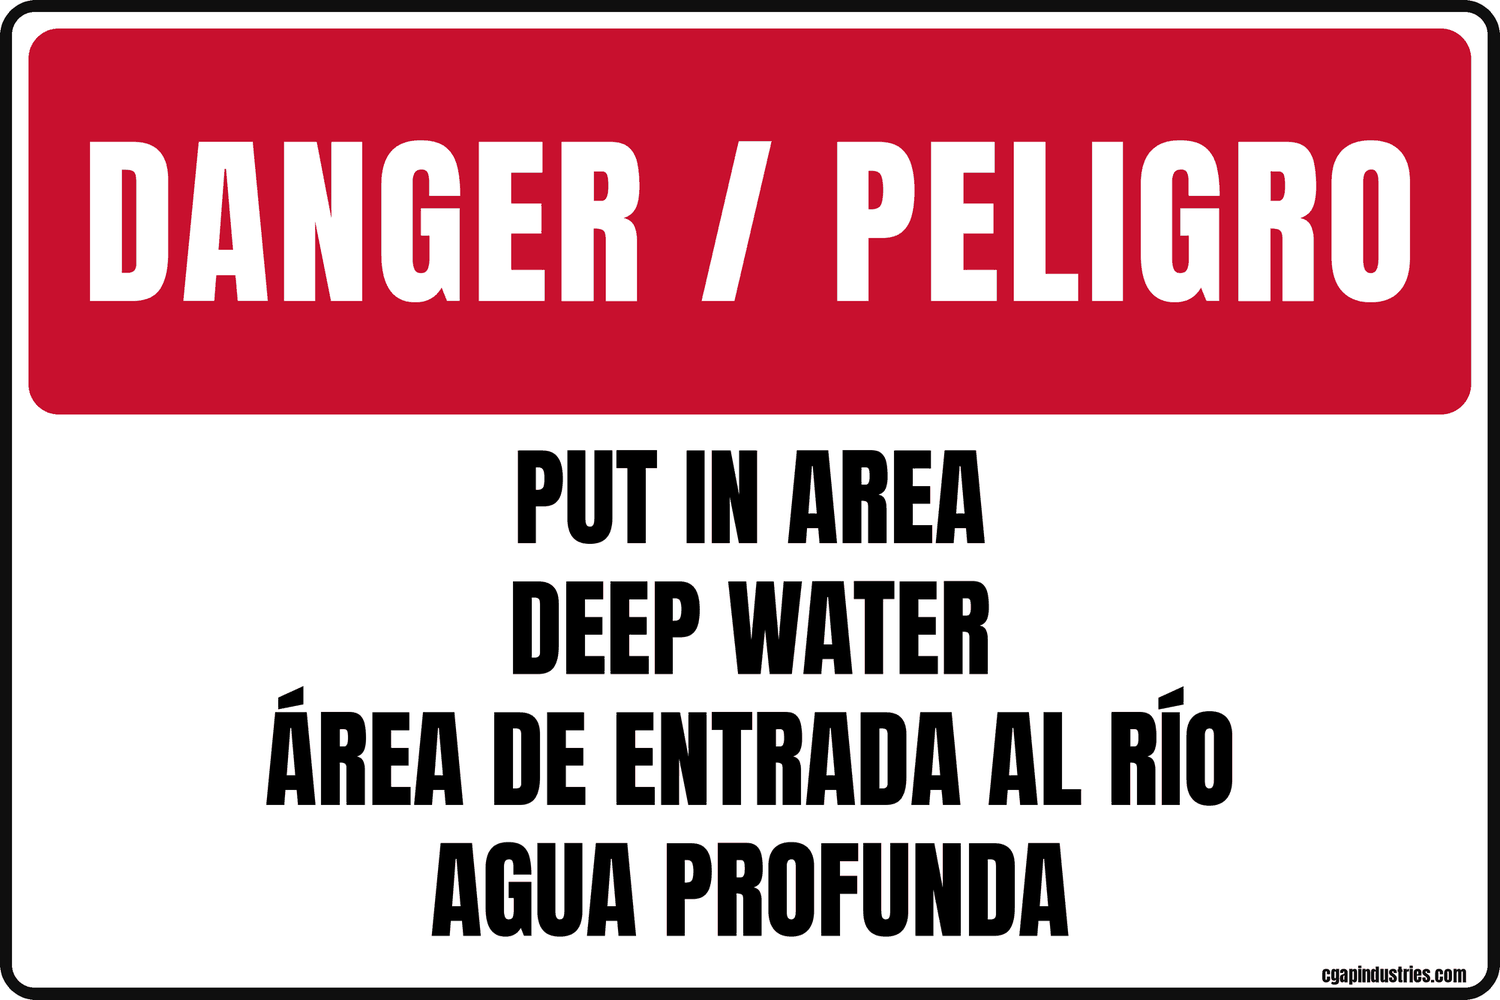 DANGER / PELIGRO
PUT IN AREA
DEEP WATER
ÁREA DE ENTRADA AL RÍO
AGUA PROFUNDA
cgapindustries.com